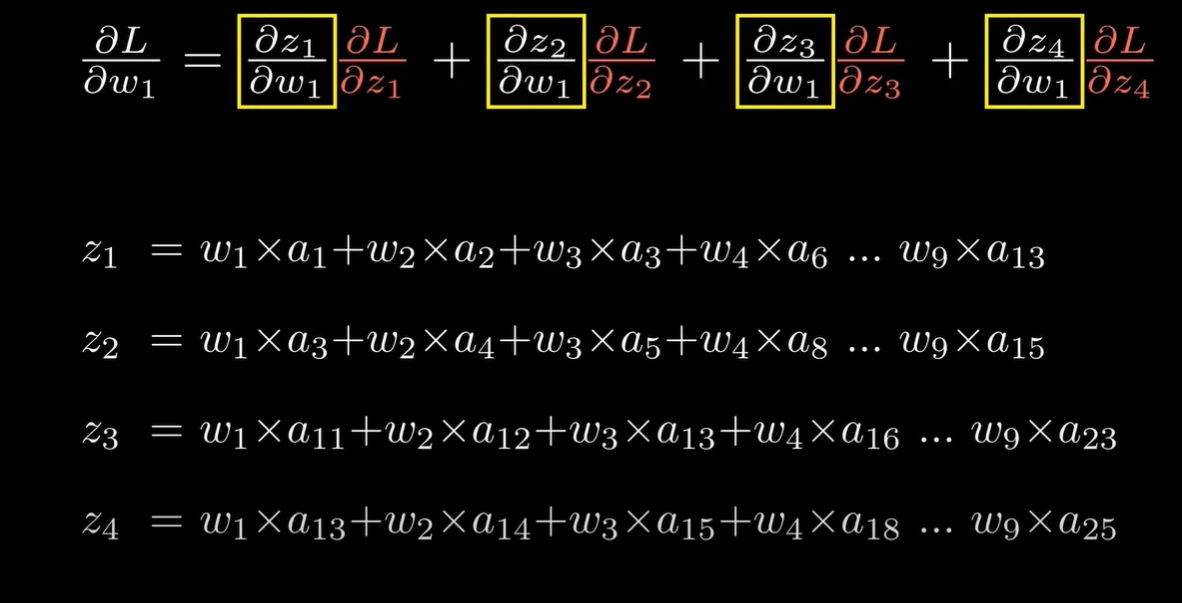 ∂L/∂w₁ = ∂z₁/∂w₁ ∂L/∂z₁ + ∂z₂/∂w₁ ∂L/∂z₂ + ∂z₃/∂w₁ ∂L/∂z₃ + ∂z₄/∂w₁ ∂L/∂z₄
z₁ = w₁×a₁+w₂×a₂+w₃×a₃+w₄×a₆ ... w₉×a₁₃
z₂ = w₁×a₃+w₂×a₄+w₃×a₅+w₄×a₈ ... w₉×a₁₅
z₃ = w₁×a₁₁+w₂×a₁₂+w₃×a₁₃+w₄×a₁₆ ... w₉×a₂₃
z₄ = w₁×a₁₃+w₂×a₁₄+w₃×a₁₅+w₄×a₁₈ ... w₉×a₂₅